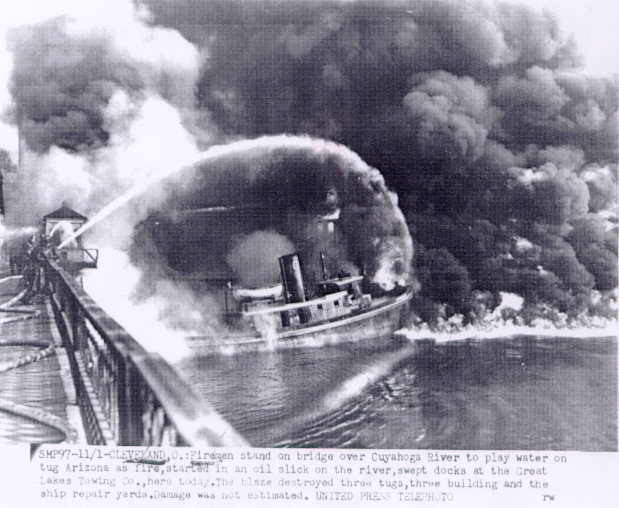 SMP97-11/1-CLEVELAND,O.:Firemen stand on bridge over Cuyahoga River to play water on
tug Arizona as fire,started in an oil slick on the river,swept docks at the Great
Lakes Towing Co.,here today.The blaze destroyed three tugs,three building and the
ship repair yards.Damage was not estimated. UNITED PRESS TELEPHOTO rw